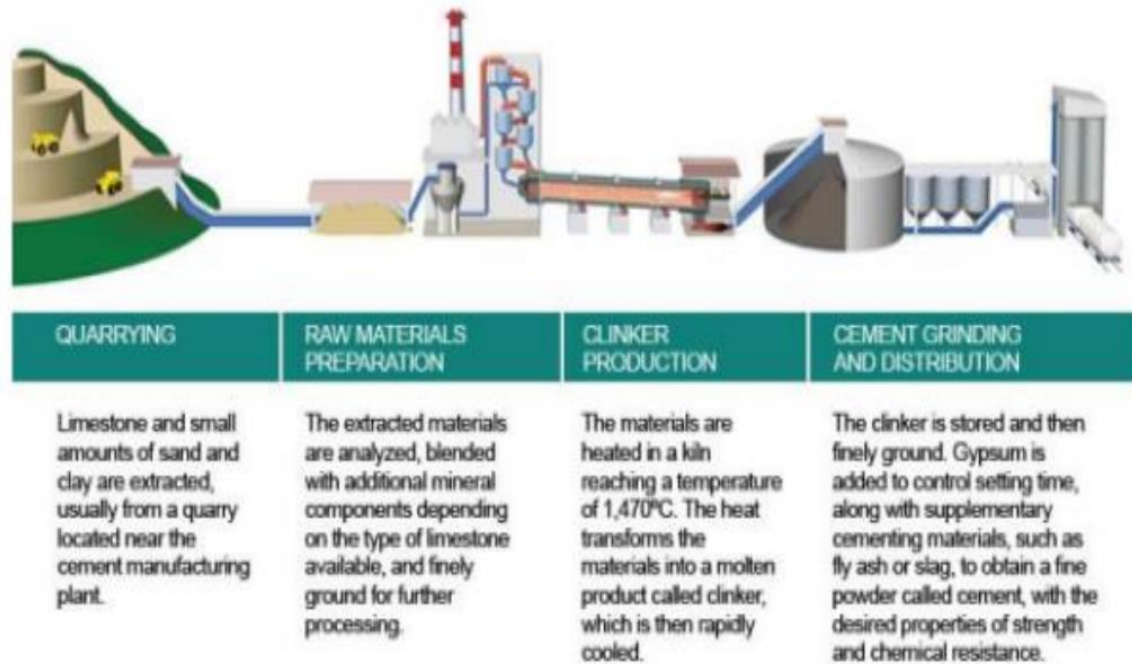 QUARRYING
Limestone and small
amounts of sand and
clay are extracted,
usually from a quarry
located near the
cement manufacturing
plant.
RAW MATERIALS
PREPARATION
The extracted materials
are analyzed, blended
with additional mineral
components depending
on the type of limestone
available, and finely
ground for further
processing.
CLINKER
PRODUCTION
The materials are
heated in a kiln
reaching a temperature
of 1,470ºC. The heat
transforms the
materials into a molten
product called clinker,
which is then rapidly
cooled.
CEMENT GRINDING
AND DISTRIBUTION
The clinker is stored and then
finely ground. Gypsum is
added to control setting time,
along with supplementary
cementing materials, such as
fly ash or slag, to obtain a fine
powder called cement, with the
desired properties of strength
and chemical resistance.